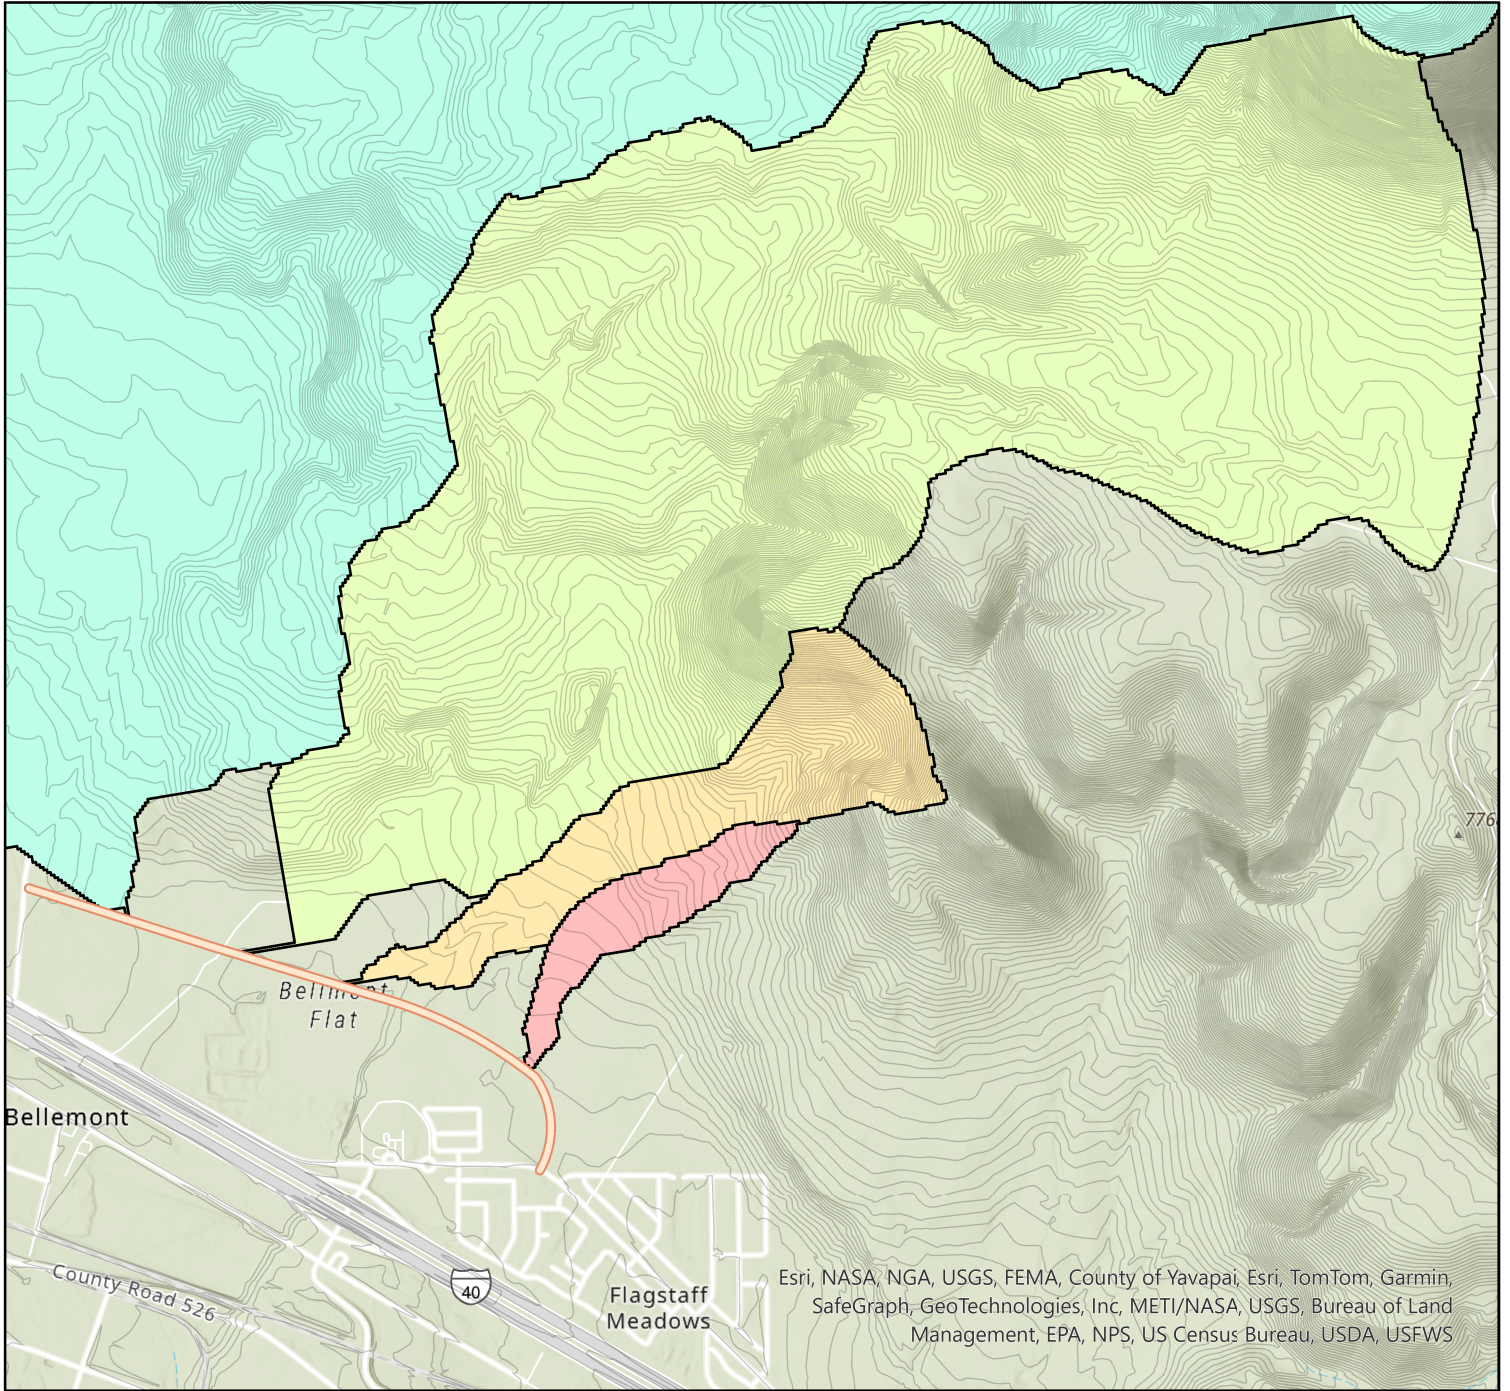 776
Bellmont
Flat
Bellemont
County Road 526
40
Flagstaff
Meadows
Esri, NASA, NGA, USGS, FEMA, County of Yavapai, Esri, TomTom, Garmin,
SafeGraph, GeoTechnologies, Inc, METI/NASA, USGS, Bureau of Land
Management, EPA, NPS, US Census Bureau, USDA, USFWS